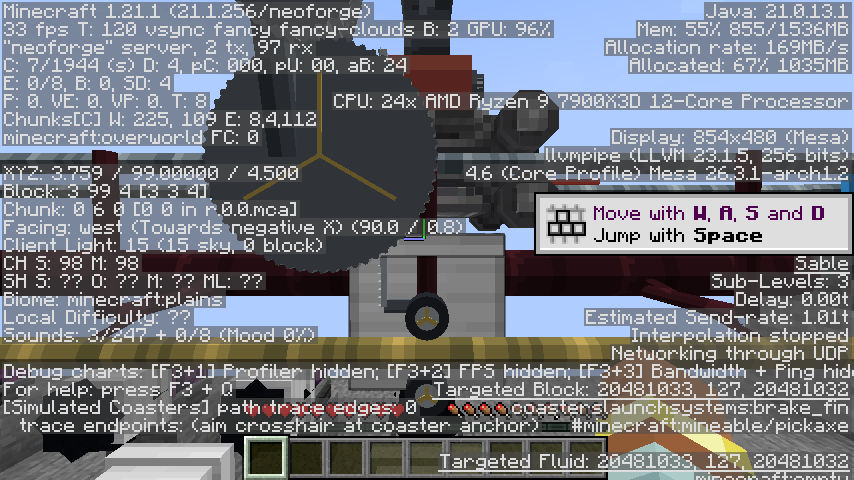 Minecraft 1.21.1 (21.1.256/neoforge)
33 fps T: 120 vsync fancy fancy-clouds B: 2 GPU: 96%
"neoforge" server, 2 tx, 97 rx
C: 7/1944 (s) D: 4, pC: 000, pU: 00, aB: 24
E: 0/8, B: 0, SD: 4
P: 0. VE: 0. VP: 0. T: 8
Chunks[C] W: 225, 109 E: 8,4,112
minecraft:overworld FC: 0
XYZ: 3.759 / 99.00000 / 4.500
Block: 3 99 4 [3 3 4]
Chunk: 0 6 0 [0 0 in r.0.0.mca]
Facing: west (Towards negative X) (90.0 / 0.8)
Client Light: 15 (15 sky, 0 block)
CH S: 98 M: 98
SH S: ?? O: ?? M: ?? ML: ??
Biome: minecraft:plains
Local Difficulty: ??
Sounds: 3/247 + 0/8 (Mood 0%)
Debug charts: [F3+1] Profiler hidden; [F3+2] FPS hidden; [F3+3] Bandwidth + Ping hid
For help: press F3 + Q
[Simulated Coasters] path
trace endpoints: (aim crosshair at coaster anchor)
Java: 21.0.13.1
Mem: 55% 855/1536MB
Allocation rate: 169MB/s
Allocated: 67% 1035MB
CPU: 24x AMD Ryzen 9 7900X3D 12-Core Processor
Display: 854x480 (Mesa)
llvmpipe (LLVM 23.1.5, 256 bits)
4.6 (Core Profile) Mesa 26.3.1-arch1.
Move with W, A, S and D
Jump with Space
Sable
Sub-Levels: 3
Delay: 0.00t
Estimated Send-rate: 1.01t
Interpolation stopped
Networking through UDP
Targeted Block: 20481033, 127, 20481032
#minecraft:mineable/pickaxe
Targeted Fluid: 20481033, 127, 20481032
minecraft:empty